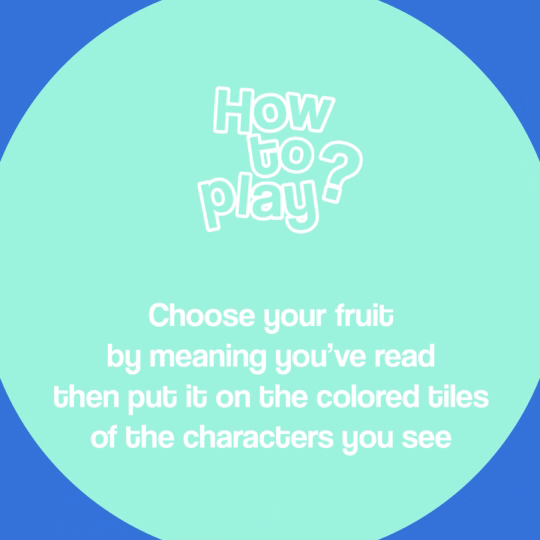 How
to
play?
Choose your fruit
by meaning you've read
then put it on the colored tiles
of the characters you see